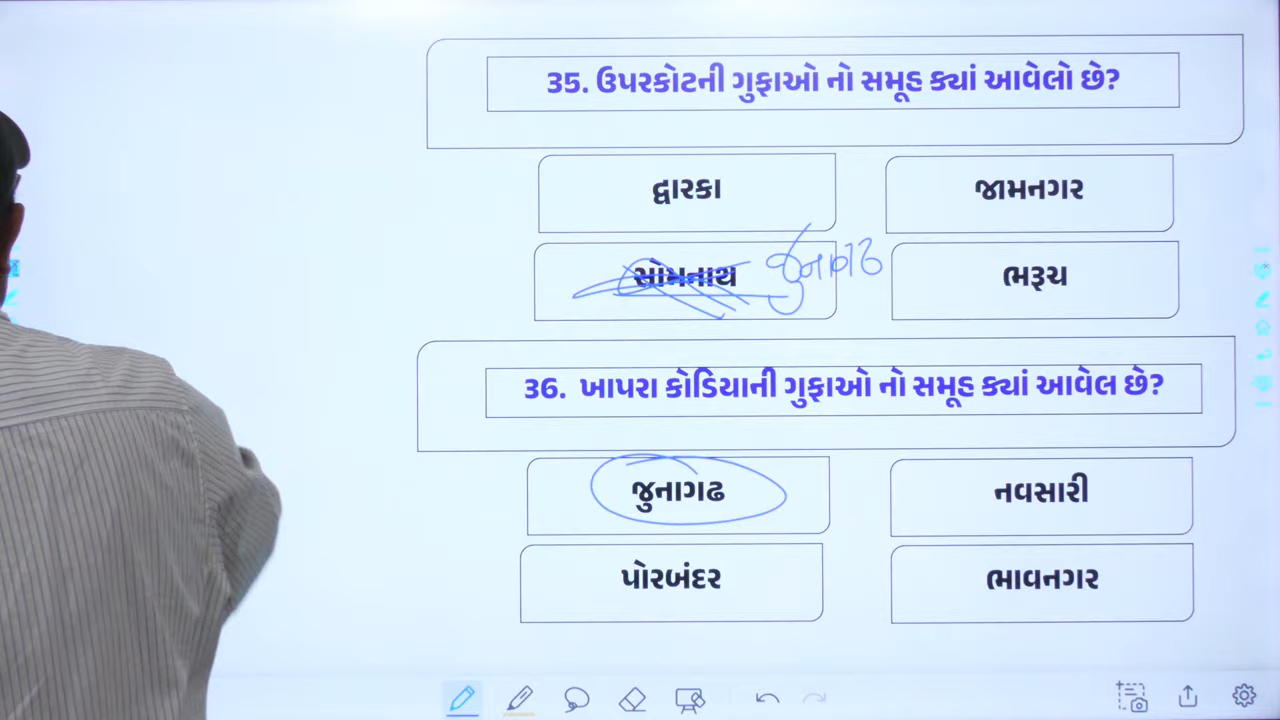 35. ઉપરકોટની ગુફાઓ નો સમૂહ ક્યાં આવેલો છે?
દ્વારકા
જામનગર
સોમનાથ
જુનાગઢ
ભરૂચ
36. ખાપરા કોડિયાની ગુફાઓ નો સમૂહ ક્યાં આવેલ છે?
જુનાગઢ
નવસારી
પોરબંદર
ભાવનગર